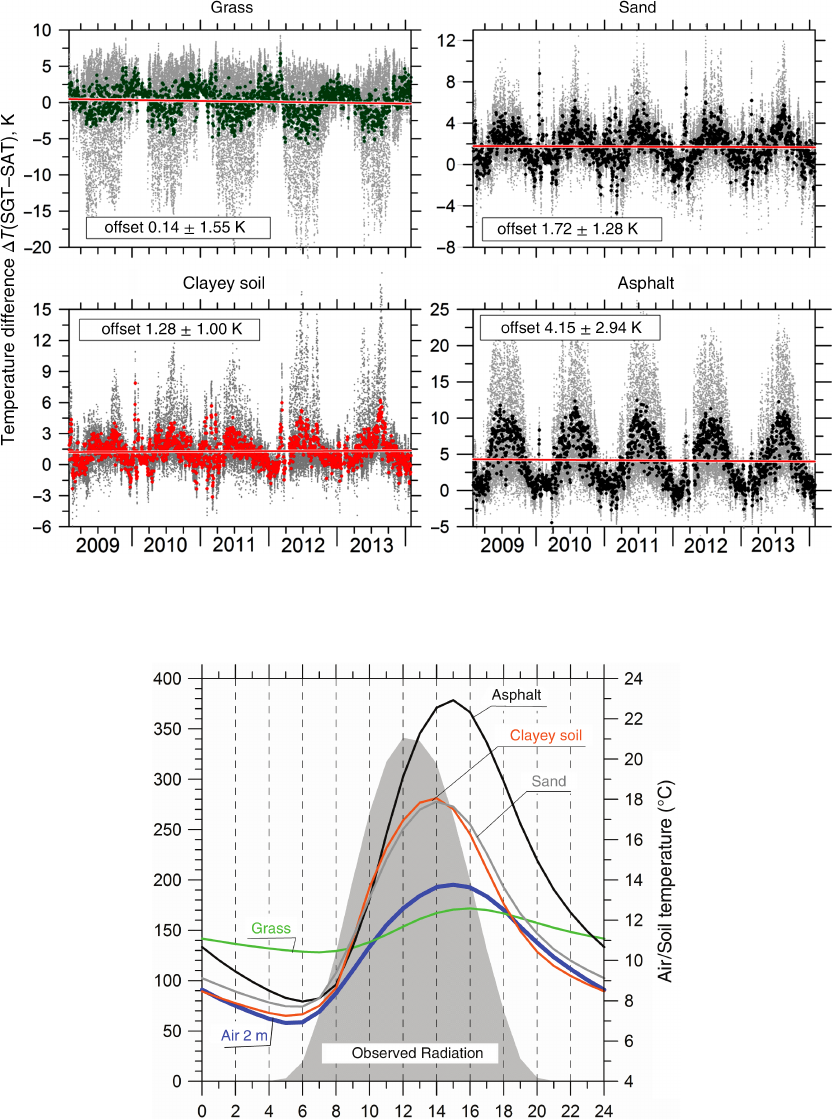 Grass
Sand
10
5
0
−5
−10
−15
−20
offset 0.14 ± 1.55 K
12
8
4
0
−4
−8
offset 1.72 ± 1.28 K
Temperature difference ΔT(SGT–SAT), K
Clayey soil
Asphalt
15
12
9
6
3
0
−3
−6
offset 1.28 ± 1.00 K
25
20
15
10
5
0
−5
offset 4.15 ± 2.94 K
2009 2010 2011 2012 2013
2009 2010 2011 2012 2013
400
350
300
250
200
150
100
50
0
24
22
20
18
16
14
12
10
8
6
4
Air/Soil temperature (°C)
Asphalt
Clayey soil
Sand
Grass
Air 2 m
Observed Radiation
0 2 4 6 8 10 12 14 16 18 20 22 24